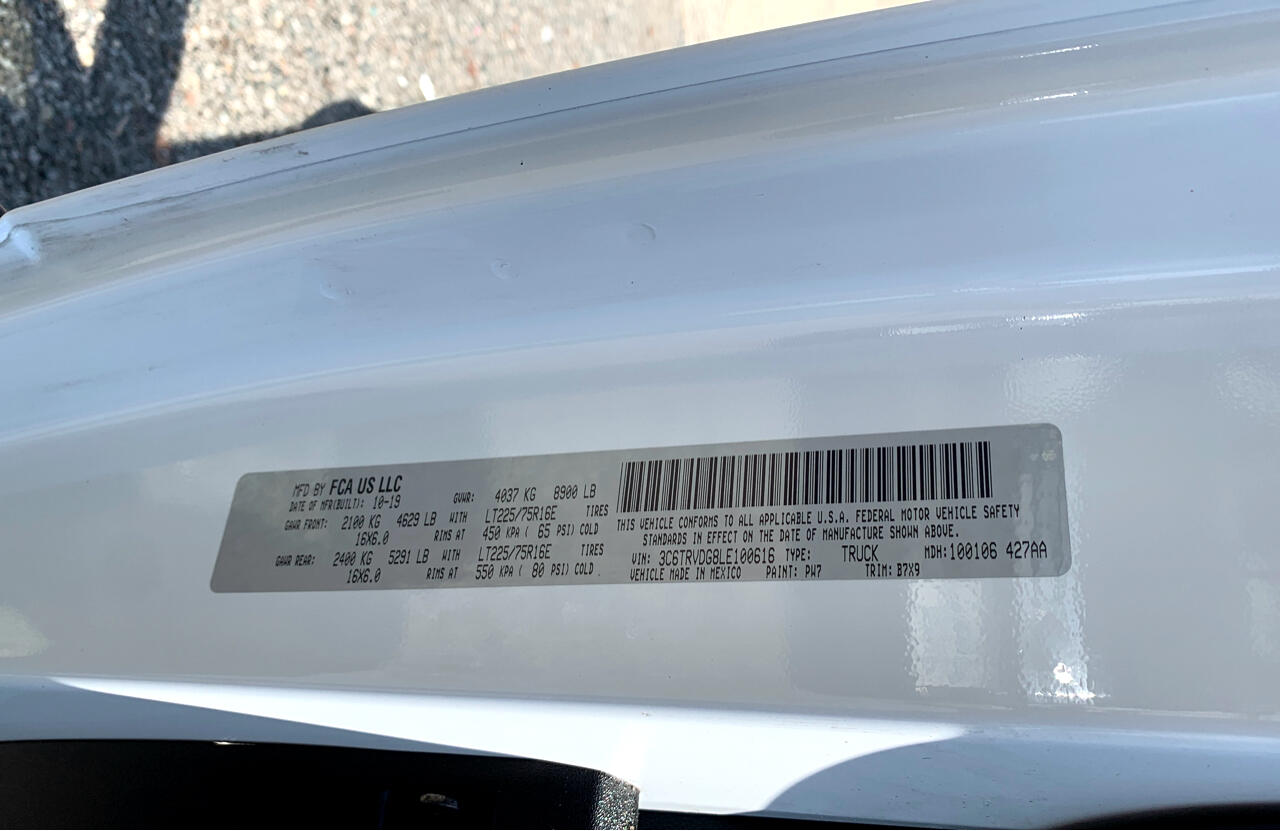 MFD BY FCA US LLC
DATE OF MFR(BUILT): 10-19 GVWR: 4037 KG 8900 LB
GAWR FRONT: 2100 KG 4629 LB WITH LT225/75R16E TIRES
16X6.0 RIMS AT 450 KPA ( 65 PSI) COLD
GAWR REAR: 2400 KG 5291 LB WITH LT225/75R16E TIRES
16X6.0 RIMS AT 550 KPA ( 80 PSI) COLD
THIS VEHICLE CONFORMS TO ALL APPLICABLE U.S.A. FEDERAL MOTOR VEHICLE SAFETY
STANDARDS IN EFFECT ON THE DATE OF MANUFACTURE SHOWN ABOVE.
VIN: 3C6TRVDG8LE100616 TYPE: TRUCK MDH: 100106 427AA
VEHICLE MADE IN MEXICO PAINT: PW7 TRIM: B7X9